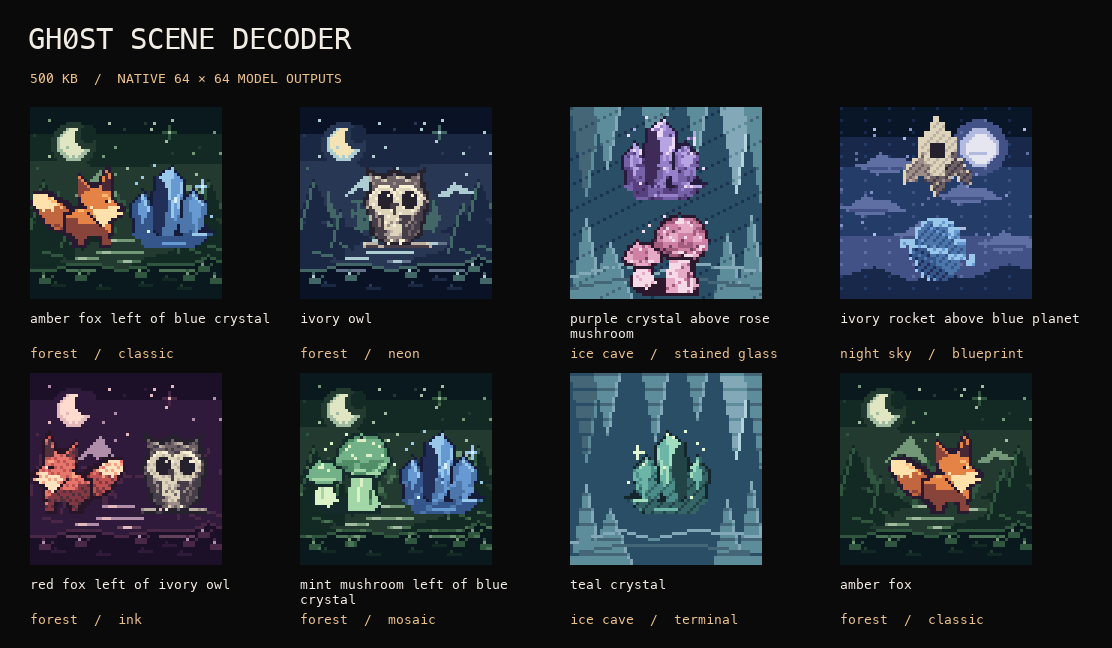 GH0ST SCENE DECODER
500 KB / NATIVE 64 × 64 MODEL OUTPUTS
amber fox left of blue crystal
forest / classic
ivory owl
forest / neon
purple crystal above rose
mushroom
ice cave / stained glass
ivory rocket above blue planet
night sky / blueprint
red fox left of ivory owl
forest / ink
mint mushroom left of blue
crystal
forest / mosaic
teal crystal
ice cave / terminal
amber fox
forest / classic